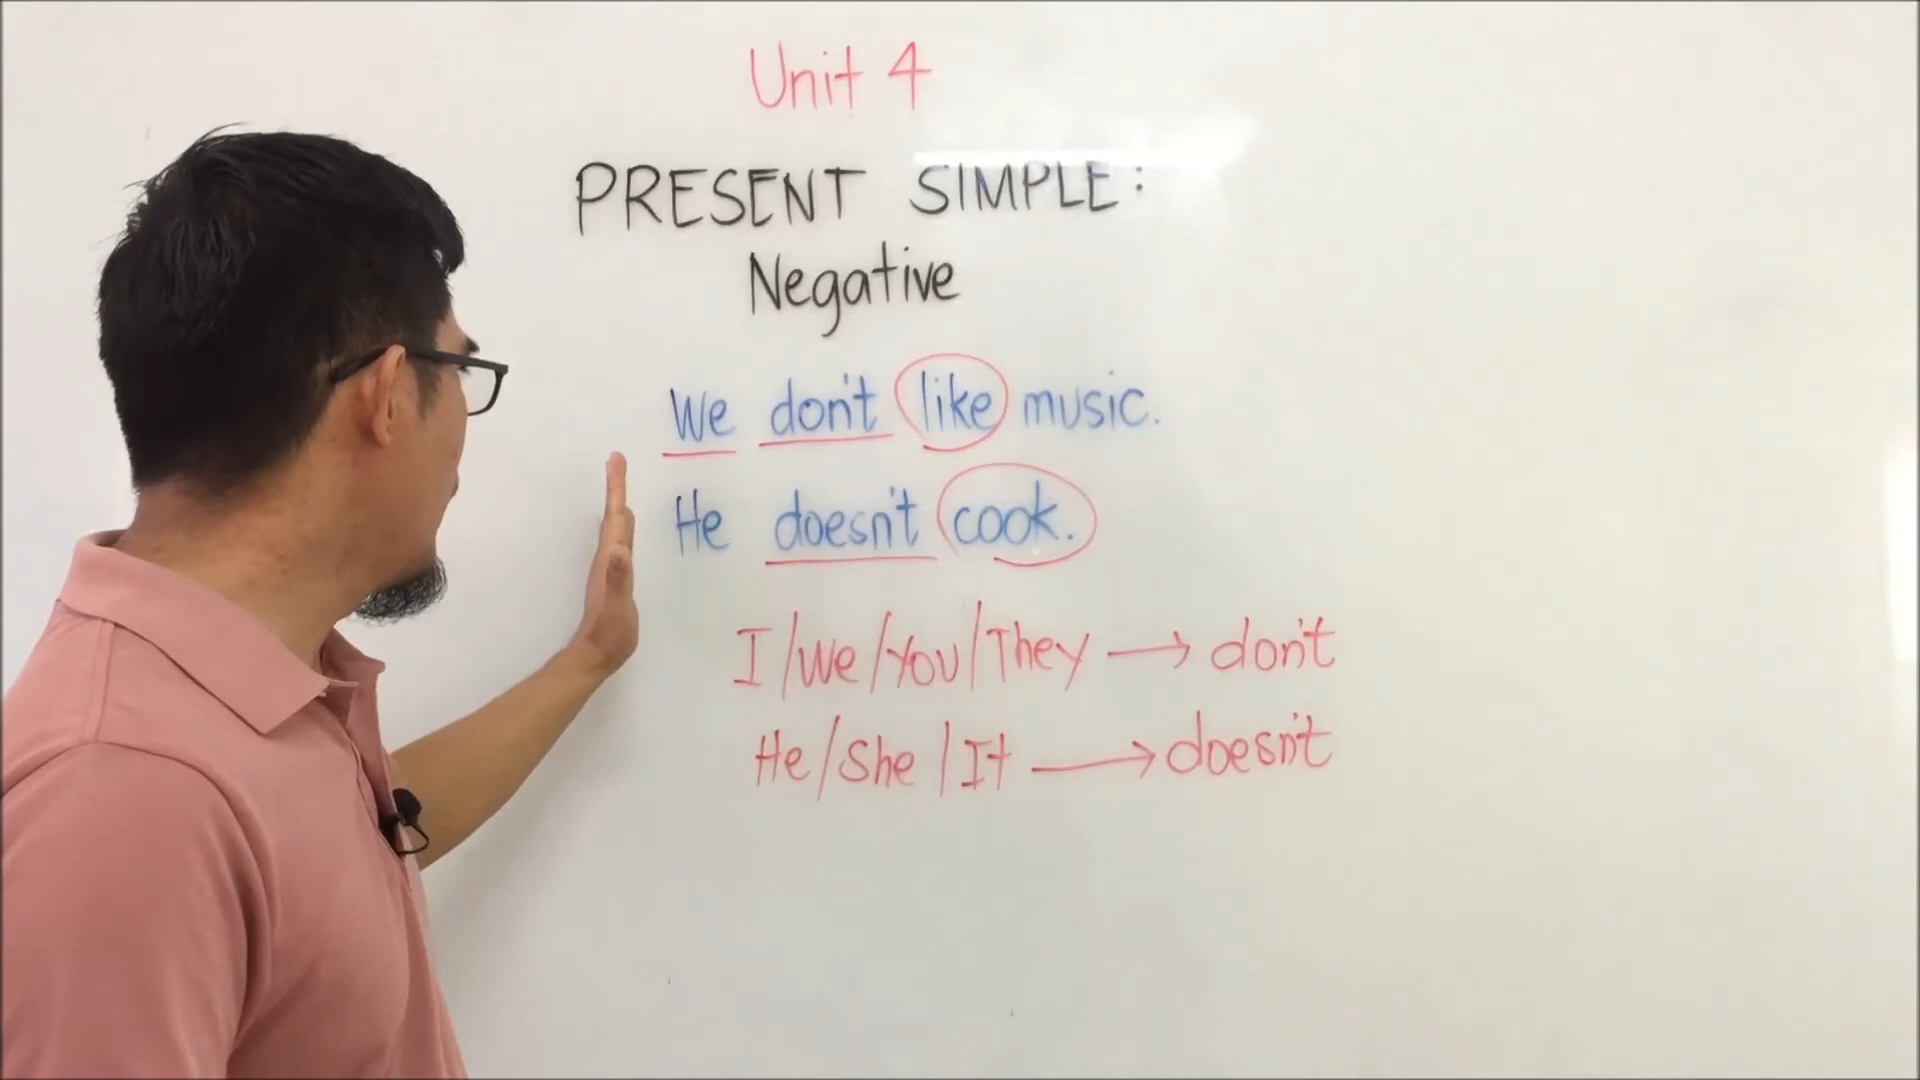 Unit 4
PRESENT SIMPLE:
Negative
We don't like music.
He doesn't cook.
I/We/You/They → don't
He/She/It → doesn't